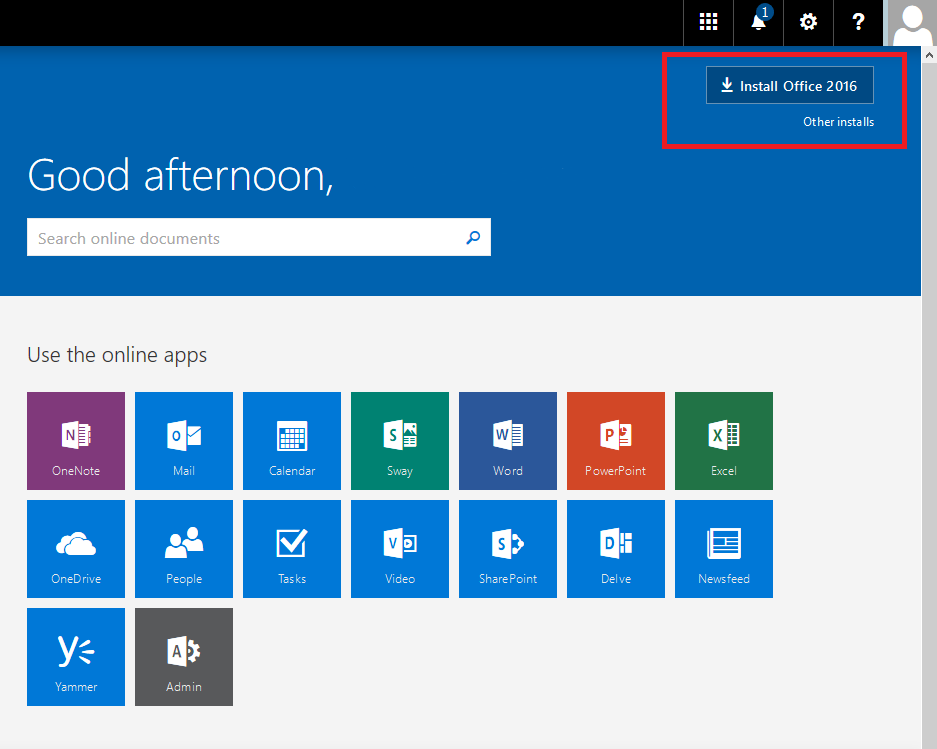 1
?
Install Office 2016
Other installs
Good afternoon,
Search online documents
Use the online apps
N
OneNote
O
Mail
Calendar
S
Sway
W
Word
P
PowerPoint
X
Excel
OneDrive
People
Tasks
V
Video
S
SharePoint
D
Delve
Newsfeed
Yammer
A
Admin